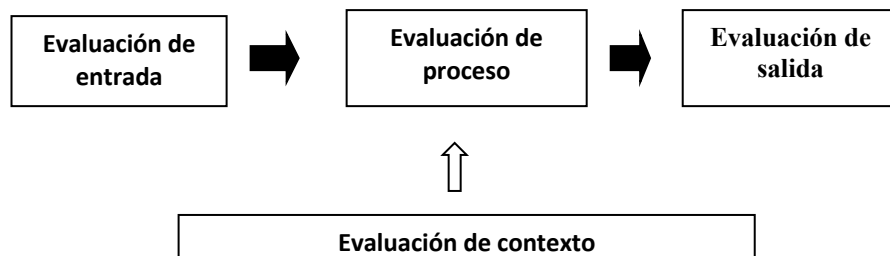 Evaluación de
entrada
Evaluación de
proceso
Evaluación de
salida
Evaluación de contexto